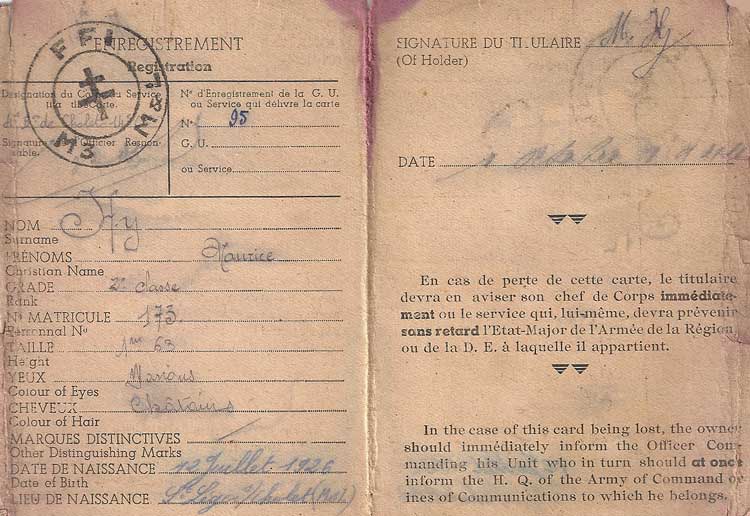 FFI
M3 M&L
ENREGISTREMENT
Registration
Désignation du Corps ou Service
N° d'Enregistrement de la G. U.
ou Service qui délivre la carte
N° 95
Signature Officier Respon-
sable.
G. U.
ou Service
NOM
Surname
PRÉNOMS Maurice
Christian Name
GRADE 2e classe
Rank
N° MATRICULE 173
Personnal N°
TAILLE 1m 63
Height
YEUX Marrons
Colour of Eyes
CHEVEUX Châtains
Colour of Hair
MARQUES DISTINCTIVES
Other Distinguishing Marks
DATE DE NAISSANCE Juillet 1926
Date of Birth
LIEU DE NAISSANCE
SIGNATURE DU TITULAIRE
(Of Holder)
DATE
En cas de perte de cette carte, le titulaire
devra en aviser son chef de Corps immédiate-
ment ou le service qui, lui-même, devra prévenir
sans retard l'Etat-Major de l'Armée de la Région
ou de la D. E. à laquelle il appartient.
In the case of this card being lost, the owner
should immediately inform the Officer Com-
manding his Unit who in turn should at once
inform the H. Q. of the Army of Command or
ines of Communications to which he belongs.